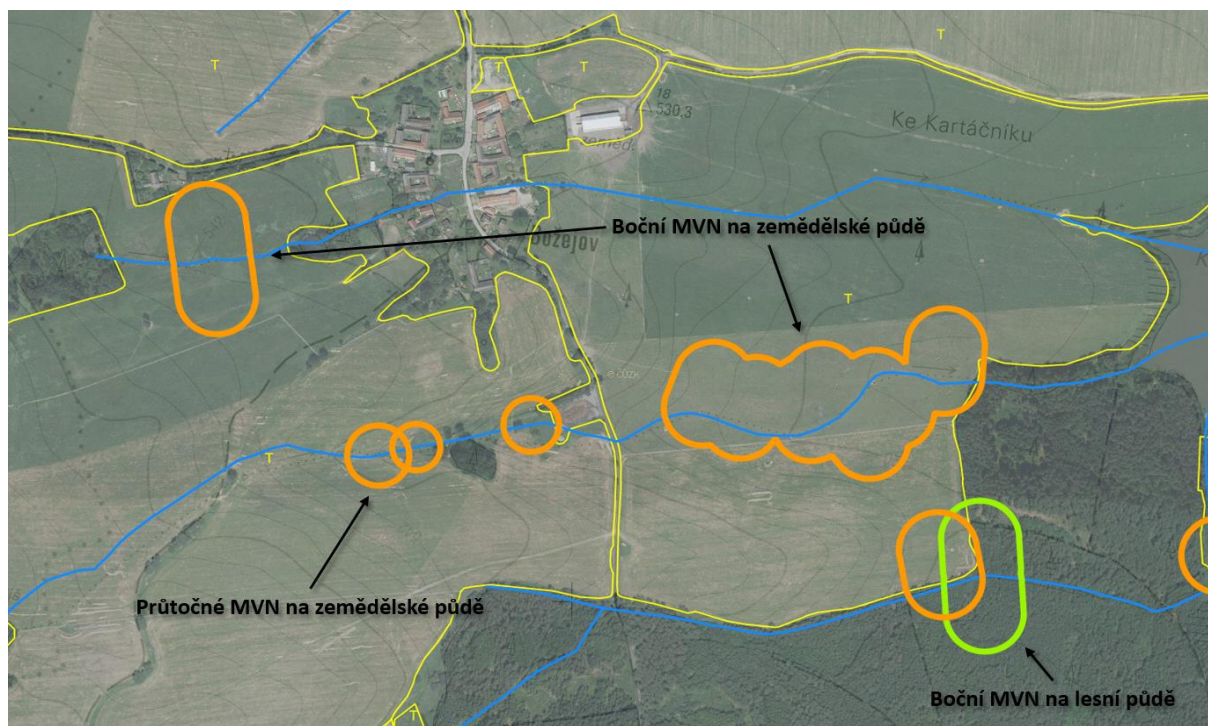 T
T
T
18
530,3
Ke Kartáčníku
Boční MVN na zemědělské půdě
T
T
Průtočné MVN na zemědělské půdě
Boční MVN na lesní půdě
T